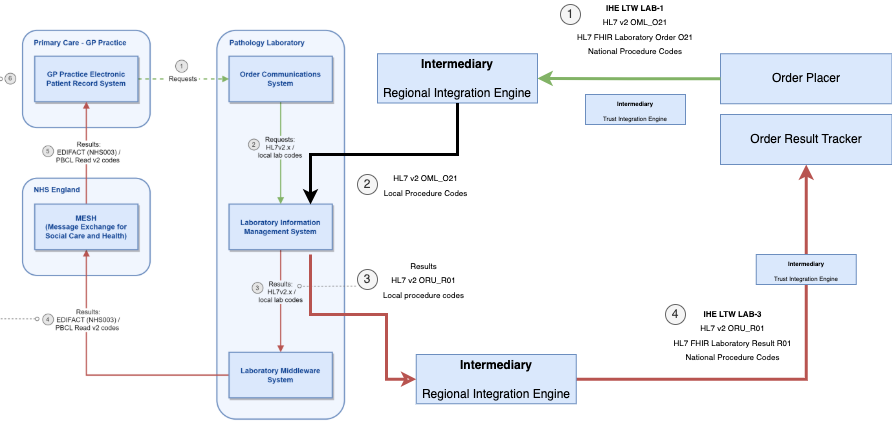 1
IHE LTW LAB-1
HL7 v2 OML_O21
HL7 FHIR Laboratory Order O21
National Procedure Codes
Primary Care - GP Practice
Pathology Laboratory
6
GP Practice Electronic
Patient Record System
1
Requests
Order Communications
System
Intermediary
Regional Integration Engine
Order Placer
Intermediary
Trust Integration Engine
Order Result Tracker
5
Results:
EDIFACT (NHS003) /
PBCL Read v2 codes
2
Requests:
HL7v2.x /
local lab codes
2
HL7 v2 OML_O21
Local Procedure Codes
NHS England
MESH
(Message Exchange for
Social Care and Health)
Laboratory Information
Management System
3
Results:
HL7v2.x /
local lab codes
3
Results
HL7 v2 ORU_R01
Local procedure codes
Intermediary
Trust Integration Engine
4
Results:
EDIFACT (NHS003) /
PBCL Read v2 codes
4
IHE LTW LAB-3
HL7 v2 ORU_R01
HL7 FHIR Laboratory Result R01
National Procedure Codes
Laboratory Middleware
System
Intermediary
Regional Integration Engine